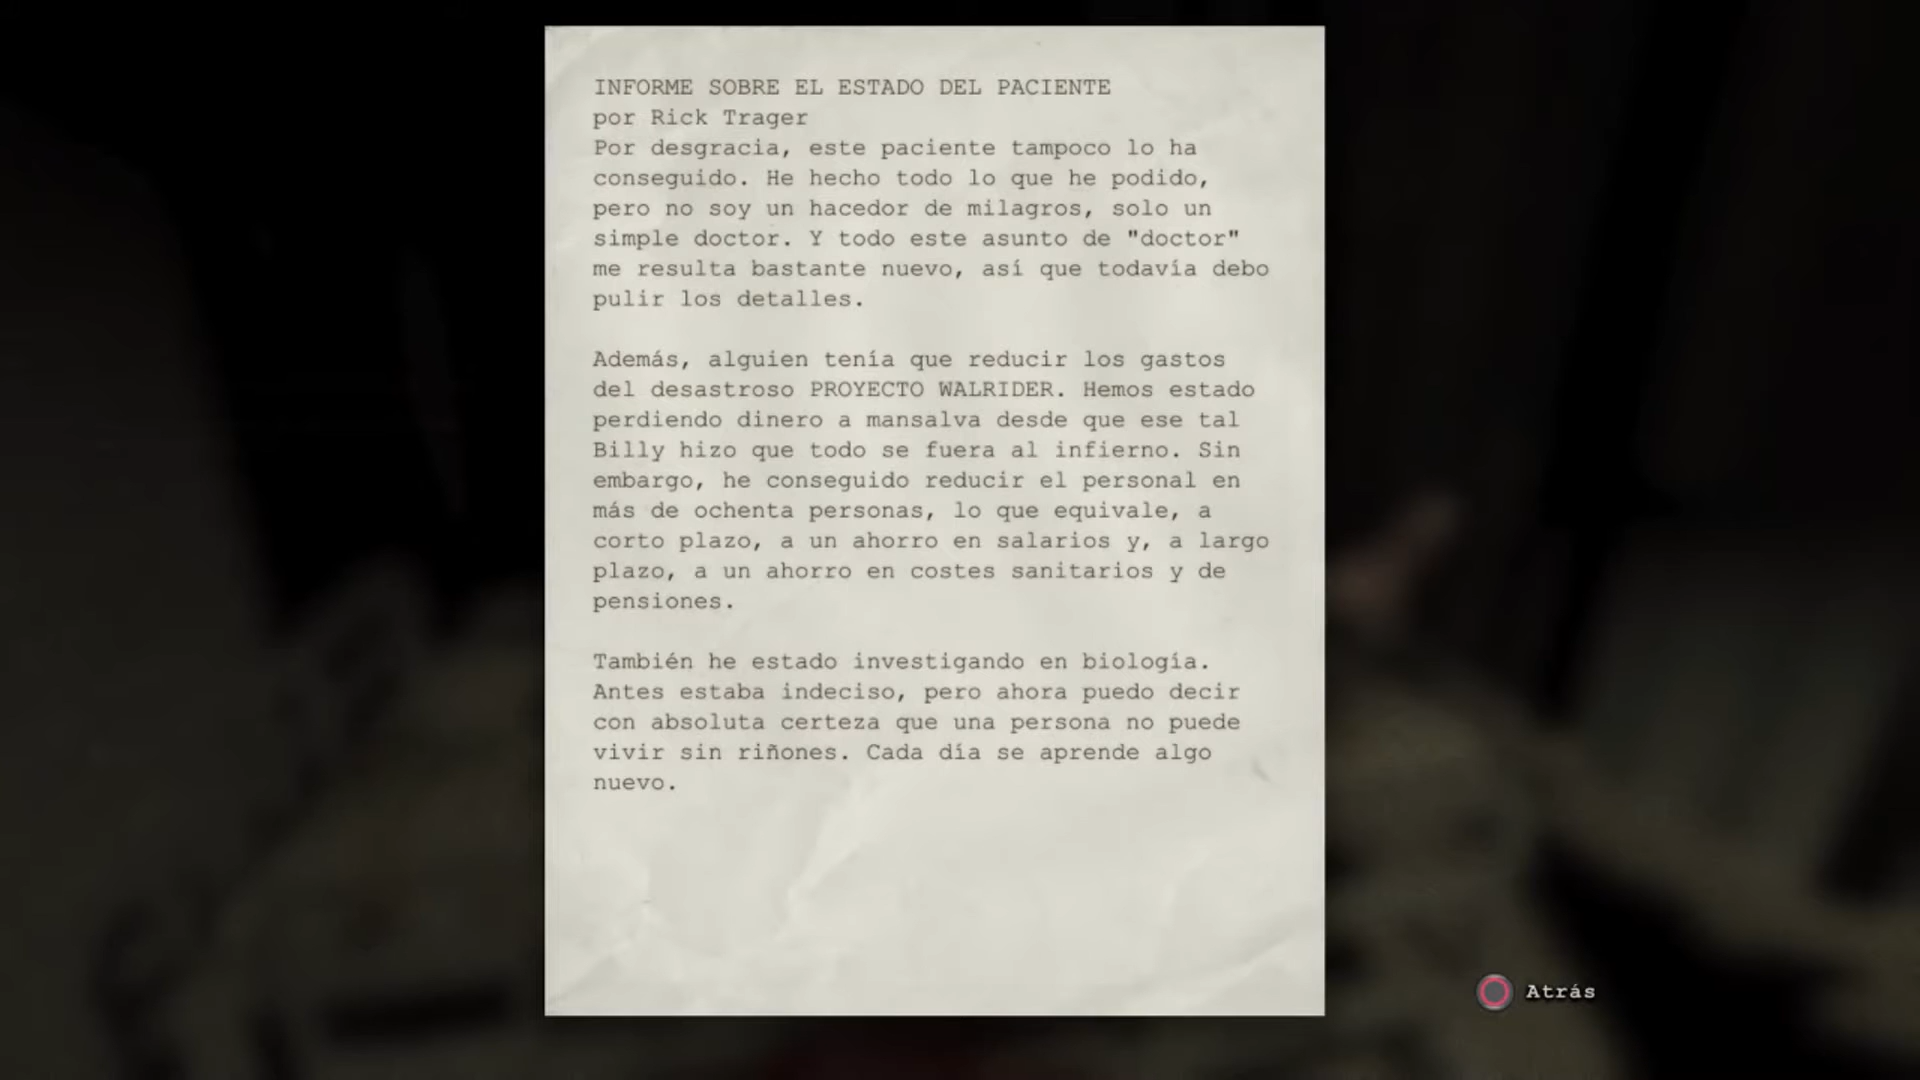 INFORME SOBRE EL ESTADO DEL PACIENTE
por Rick Trager
Por desgracia, este paciente tampoco lo ha
conseguido. He hecho todo lo que he podido,
pero no soy un hacedor de milagros, solo un
simple doctor. Y todo este asunto de "doctor"
me resulta bastante nuevo, así que todavía debo
pulir los detalles.
Además, alguien tenía que reducir los gastos
del desastroso PROYECTO WALRIDER. Hemos estado
perdiendo dinero a mansalva desde que ese tal
Billy hizo que todo se fuera al infierno. Sin
embargo, he conseguido reducir el personal en
más de ochenta personas, lo que equivale, a
corto plazo, a un ahorro en salarios y, a largo
plazo, a un ahorro en costes sanitarios y de
pensiones.
También he estado investigando en biología.
Antes estaba indeciso, pero ahora puedo decir
con absoluta certeza que una persona no puede
vivir sin riñones. Cada día se aprende algo
nuevo.
Atrás